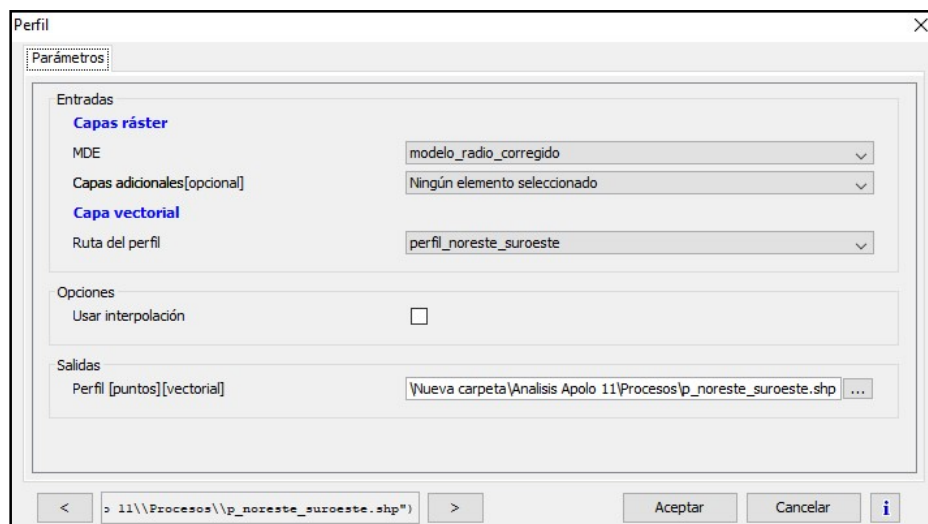 Perfil
Parámetros
Entradas
Capas ráster
MDE modelo_radio_corregido
Capas adicionales[opcional] Ningún elemento seleccionado
Capa vectorial
Ruta del perfil perfil_noreste_suroeste
Opciones
Usar interpolación
Salidas
Perfil [puntos][vectorial] \Nueva carpeta\Analisis Apolo 11\Procesos\p_noreste_suroeste.shp ...
< o 11\\Procesos\\p_noreste_suroeste.shp") > Aceptar Cancelar i